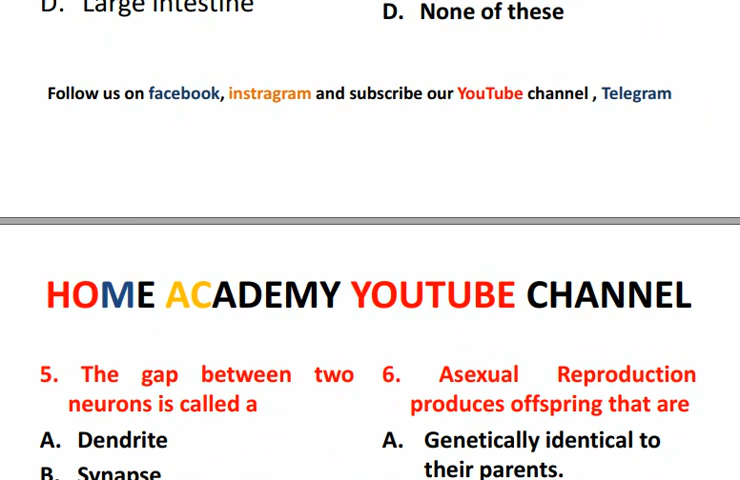 D. Large Intestine
D. None of these
Follow us on facebook, instragram and subscribe our YouTube channel , Telegram
HOME ACADEMY YOUTUBE CHANNEL
5. The gap between two
neurons is called a
A. Dendrite
B. Synapse
6. Asexual Reproduction
produces offspring that are
A. Genetically identical to
their parents.